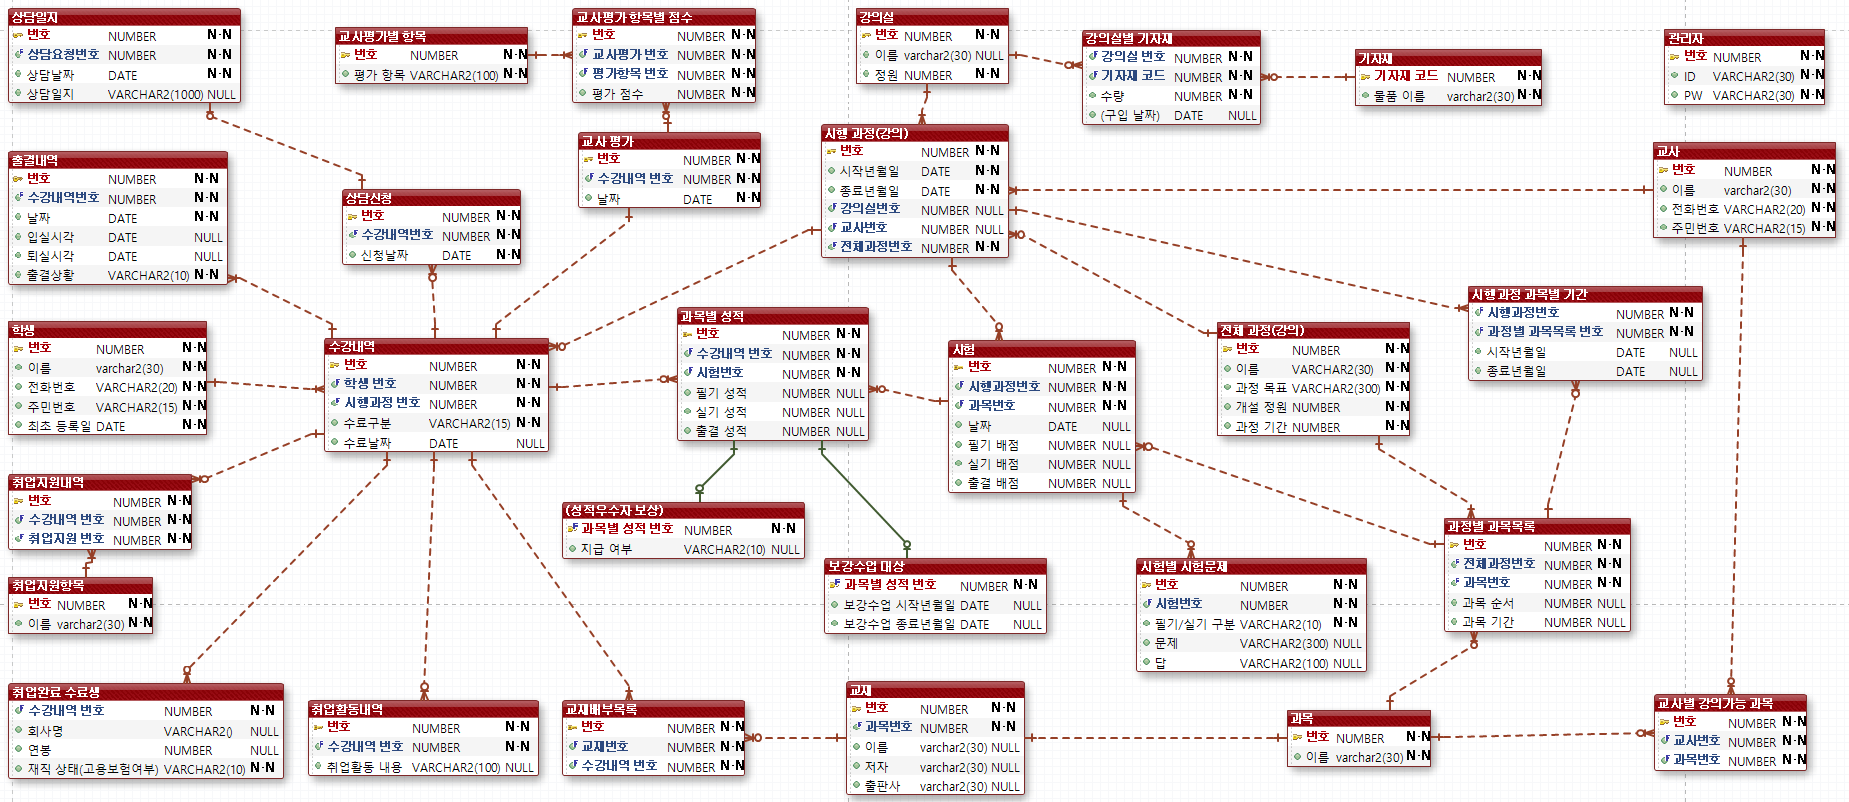 상담일지
번호 NUMBER N-N
상담요청번호 NUMBER N-N
상담날짜 DATE N-N
상담일지 VARCHAR2(1000) NULL
교사평가별 항목
번호 NUMBER N-N
평가 항목 VARCHAR2(100) N-N
교사평가 항목별 점수
번호 NUMBER N-N
교사평가 번호 NUMBER N-N
평가항목 번호 NUMBER N-N
평가 점수 NUMBER N-N
강의실
번호 NUMBER N-N
이름 varchar2(30) NULL
정원 NUMBER N-N
강의실별 기자재
강의실 번호 NUMBER N-N
기자재 코드 NUMBER N-N
수량 NUMBER N-N
(구입 날짜) DATE NULL
기자재
기자재 코드 NUMBER N-N
물품 이름 varchar2(30) N-N
관리자
번호 NUMBER N-N
ID VARCHAR2(30) N-N
PW VARCHAR2(30) N-N
출결내역
번호 NUMBER N-N
수강내역번호 NUMBER N-N
날짜 DATE N-N
입실시각 DATE NULL
퇴실시각 DATE NULL
출결상황 VARCHAR2(10) N-N
상담신청
번호 NUMBER N-N
수강내역번호 NUMBER N-N
신청날짜 DATE N-N
교사 평가
번호 NUMBER N-N
수강내역 번호 NUMBER N-N
날짜 DATE N-N
시행 과정(강의)
번호 NUMBER N-N
시작년월일 DATE N-N
종료년월일 DATE N-N
강의실번호 NUMBER NULL
교사번호 NUMBER NULL
전체과정번호 NUMBER N-N
교사
번호 NUMBER N-N
이름 varchar2(30) N-N
전화번호 VARCHAR2(20) N-N
주민번호 VARCHAR2(15) N-N
학생
번호 NUMBER N-N
이름 varchar2(30) N-N
전화번호 VARCHAR2(20) N-N
주민번호 VARCHAR2(15) N-N
최초 등록일 DATE N-N
수강내역
번호 NUMBER N-N
학생 번호 NUMBER N-N
시행과정 번호 NUMBER N-N
수료구분 VARCHAR2(15) N-N
수료날짜 DATE NULL
과목별 성적
번호 NUMBER N-N
수강내역 번호 NUMBER N-N
시험번호 NUMBER N-N
필기 성적 NUMBER NULL
실기 성적 NUMBER NULL
출결 성적 NUMBER NULL
시험
번호 NUMBER N-N
시행과정번호 NUMBER N-N
과목번호 NUMBER N-N
날짜 DATE NULL
필기 배점 NUMBER NULL
실기 배점 NUMBER NULL
출결 배점 NUMBER NULL
전체 과정(강의)
번호 NUMBER N-N
이름 VARCHAR2(30) N-N
과정 목표 VARCHAR2(300) N-N
개설 정원 NUMBER N-N
과정 기간 NUMBER N-N
시행과정 과목별 기간
시행과정번호 NUMBER N-N
과정별 과목목록 번호 NUMBER N-N
시작년월일 DATE NULL
종료년월일 DATE NULL
취업지원내역
번호 NUMBER N-N
수강내역 번호 NUMBER N-N
취업지원 번호 NUMBER N-N
취업지원항목
번호 NUMBER N-N
이름 varchar2(30) N-N
(성적우수자 보상)
과목별 성적 번호 NUMBER N-N
지급 여부 VARCHAR2(10) NULL
보강수업 대상
과목별 성적 번호 NUMBER N-N
보강수업 시작년월일 DATE NULL
보강수업 종료년월일 DATE NULL
시험별 시험문제
번호 NUMBER N-N
시험번호 NUMBER N-N
필기/실기 구분 VARCHAR2(10) N-N
문제 VARCHAR2(300) NULL
답 VARCHAR2(100) NULL
과정별 과목목록
번호 NUMBER N-N
전체과정번호 NUMBER N-N
과목번호 NUMBER N-N
과목 순서 NUMBER NULL
과목 기간 NUMBER NULL
취업완료 수료생
수강내역 번호 NUMBER N-N
회사명 VARCHAR2() NULL
연봉 NUMBER NULL
재직 상태(고용보험여부) VARCHAR2(10) N-N
취업활동내역
번호 NUMBER N-N
수강내역 번호 NUMBER N-N
취업활동 내용 VARCHAR2(100) NULL
교재배부목록
번호 NUMBER N-N
교재번호 NUMBER N-N
수강내역 번호 NUMBER N-N
교재
번호 NUMBER N-N
과목번호 NUMBER N-N
이름 varchar2(30) NULL
저자 varchar2(30) NULL
출판사 varchar2(30) NULL
과목
번호 NUMBER N-N
이름 varchar2(30) N-N
교사별 강의가능 과목
번호 NUMBER N-N
교사번호 NUMBER N-N
과목번호 NUMBER N-N